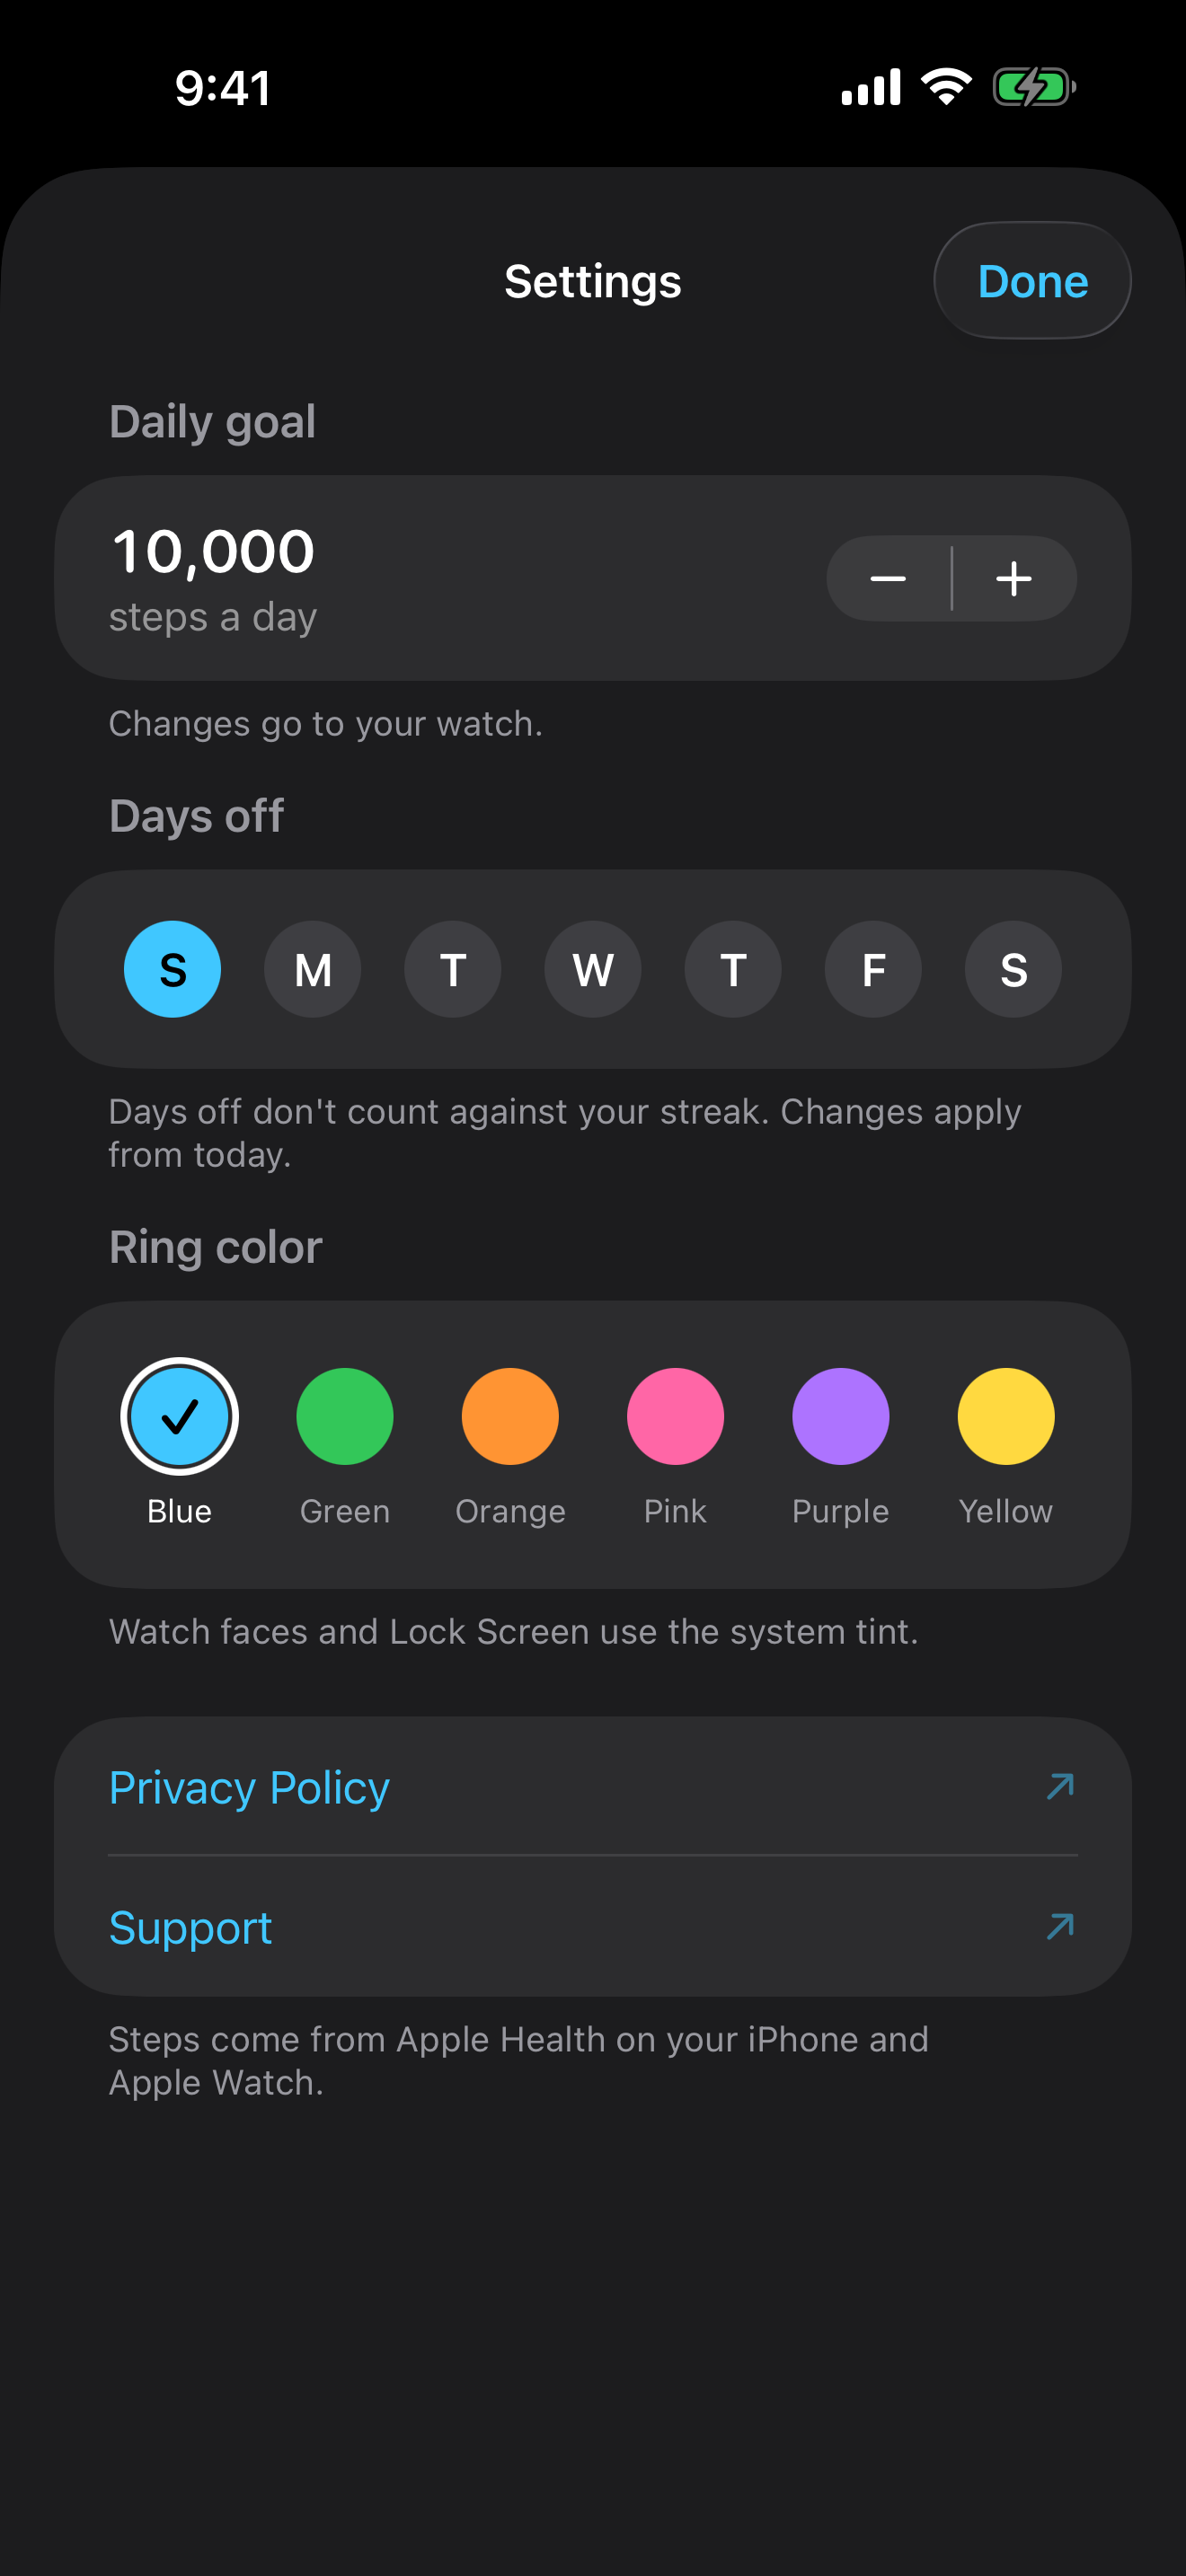 9:41
Settings
Done
Daily goal
10,000
steps a day
Changes go to your watch.
Days off
S M T W T F S
Days off don't count against your streak. Changes apply
from today.
Ring color
Blue Green Orange Pink Purple Yellow
Watch faces and Lock Screen use the system tint.
Privacy Policy
Support
Steps come from Apple Health on your iPhone and
Apple Watch.